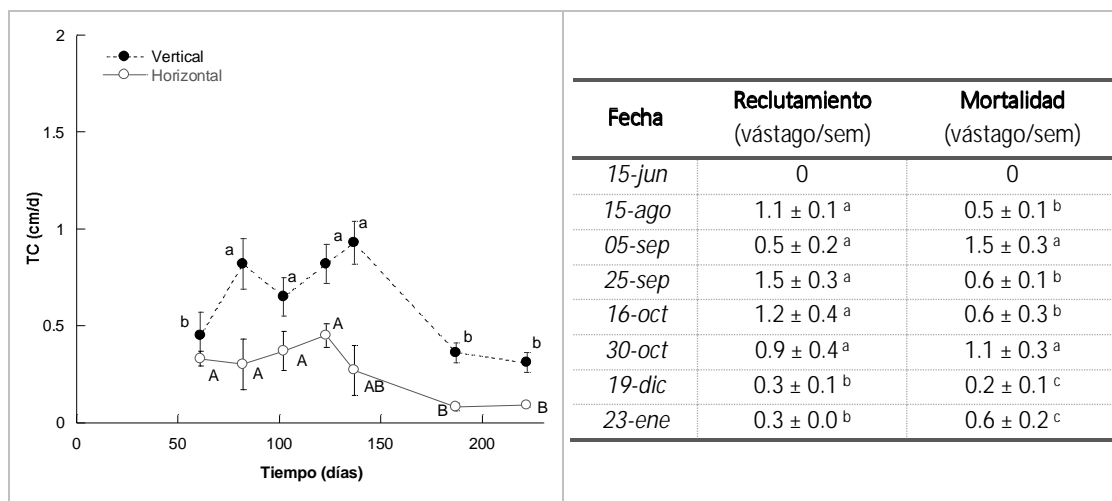 2
Vertical
Horizontal
1.5
1
0.5
0
TC (cm/d)
a
a
a
a
b
b
b
A
A
A
A
AB
B
B
0 50 100 150 200
Tiempo (días)
Fecha Reclutamiento Mortalidad
(vástago/sem) (vástago/sem)
15-jun 0 0
15-ago 1.1 ± 0.1 a 0.5 ± 0.1 b
05-sep 0.5 ± 0.2 a 1.5 ± 0.3 a
25-sep 1.5 ± 0.3 a 0.6 ± 0.1 b
16-oct 1.2 ± 0.4 a 0.6 ± 0.3 b
30-oct 0.9 ± 0.4 a 1.1 ± 0.3 a
19-dic 0.3 ± 0.1 b 0.2 ± 0.1 c
23-ene 0.3 ± 0.0 b 0.6 ± 0.2 c